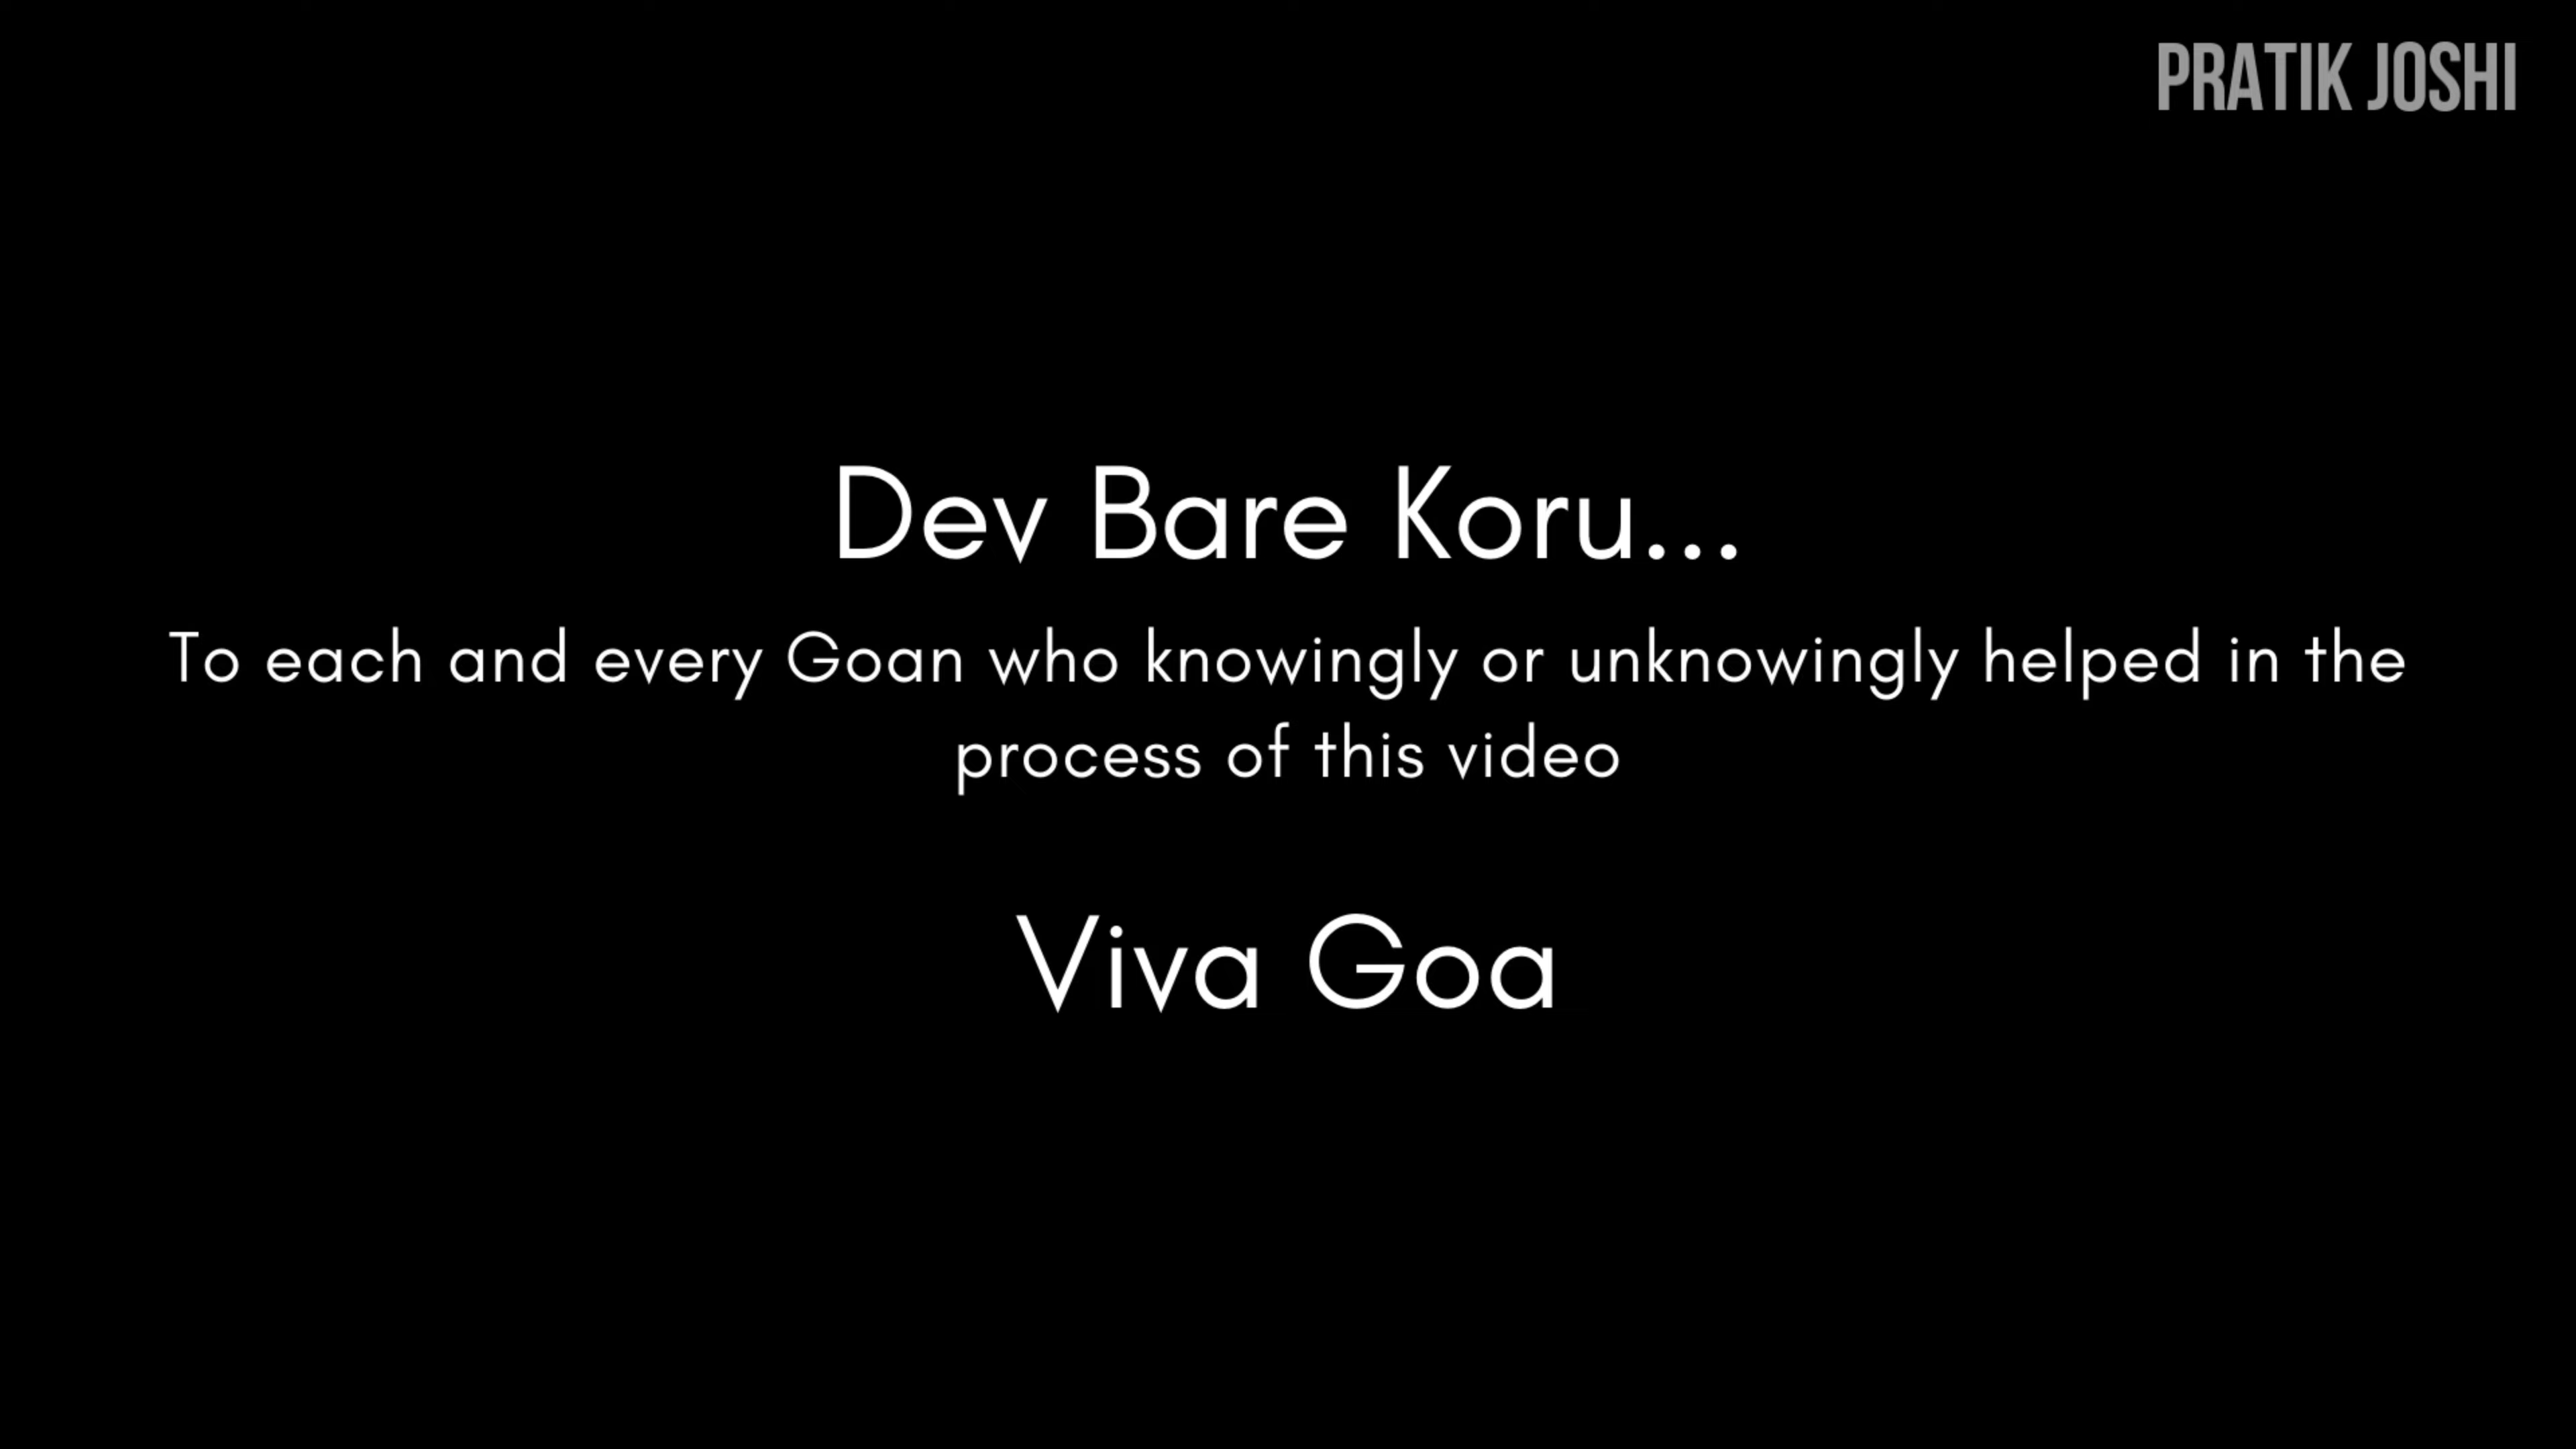 PRATIK JOSHI
Dev Bare Koru...
To each and every Goan who knowingly or unknowingly helped in the
process of this video
Viva Goa